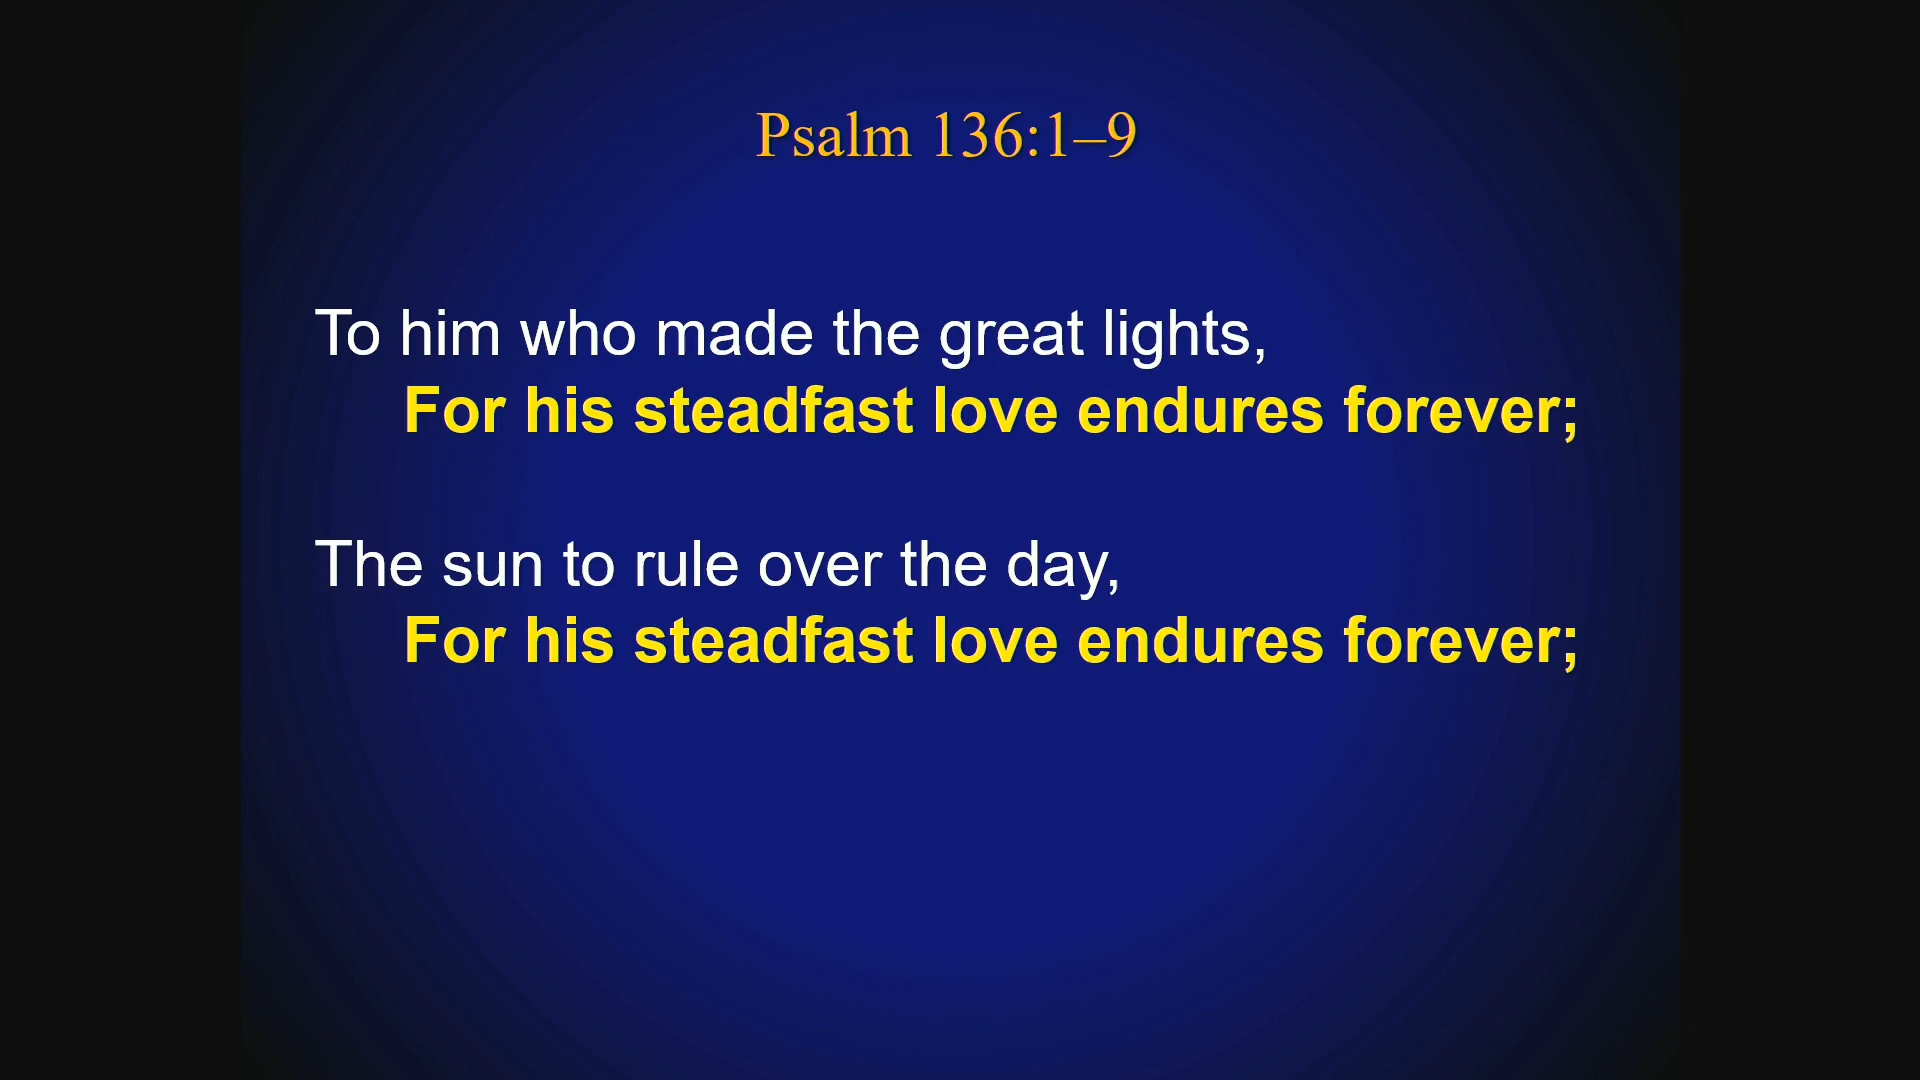 Psalm 136:1–9
To him who made the great lights,
For his steadfast love endures forever;
The sun to rule over the day,
For his steadfast love endures forever;